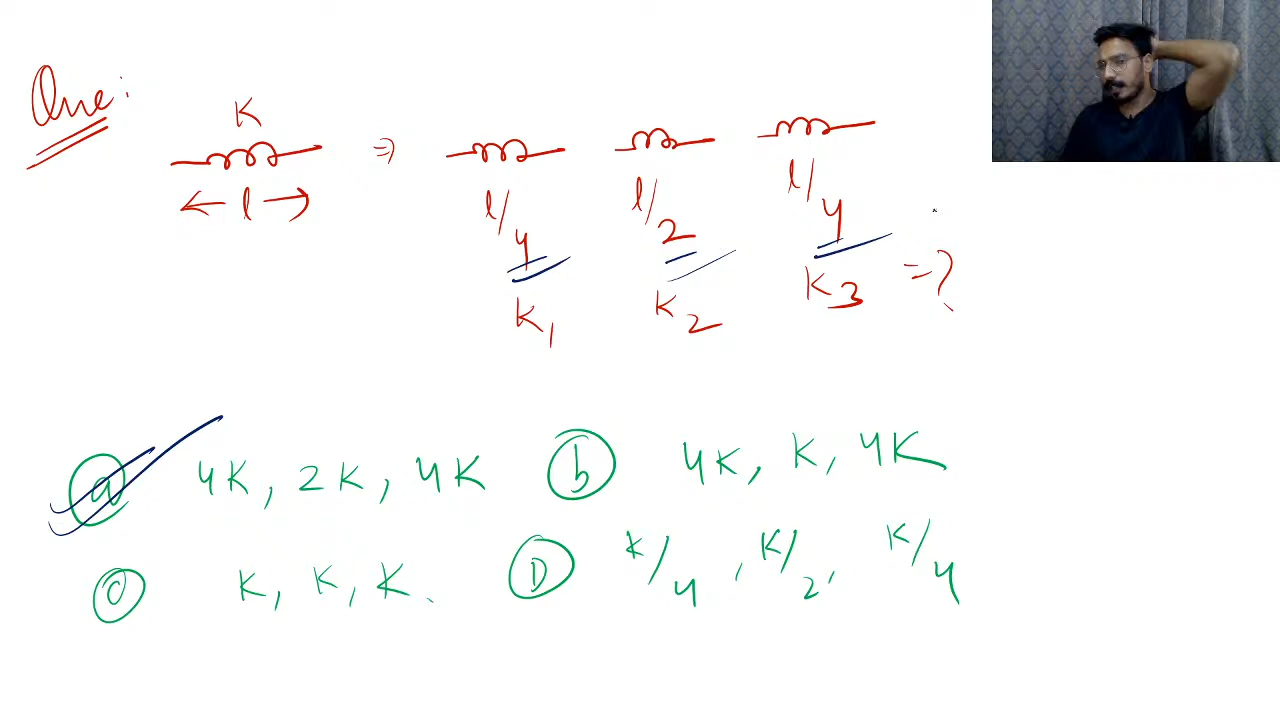 Que:
K
l
⇒
l/4
l/2
l/4
K1
K2
K3 = ?
(a) 4K, 2K, 4K
(b) 4K, K, 4K
(C) K, K, K.
(D) K/4, K/2, K/4